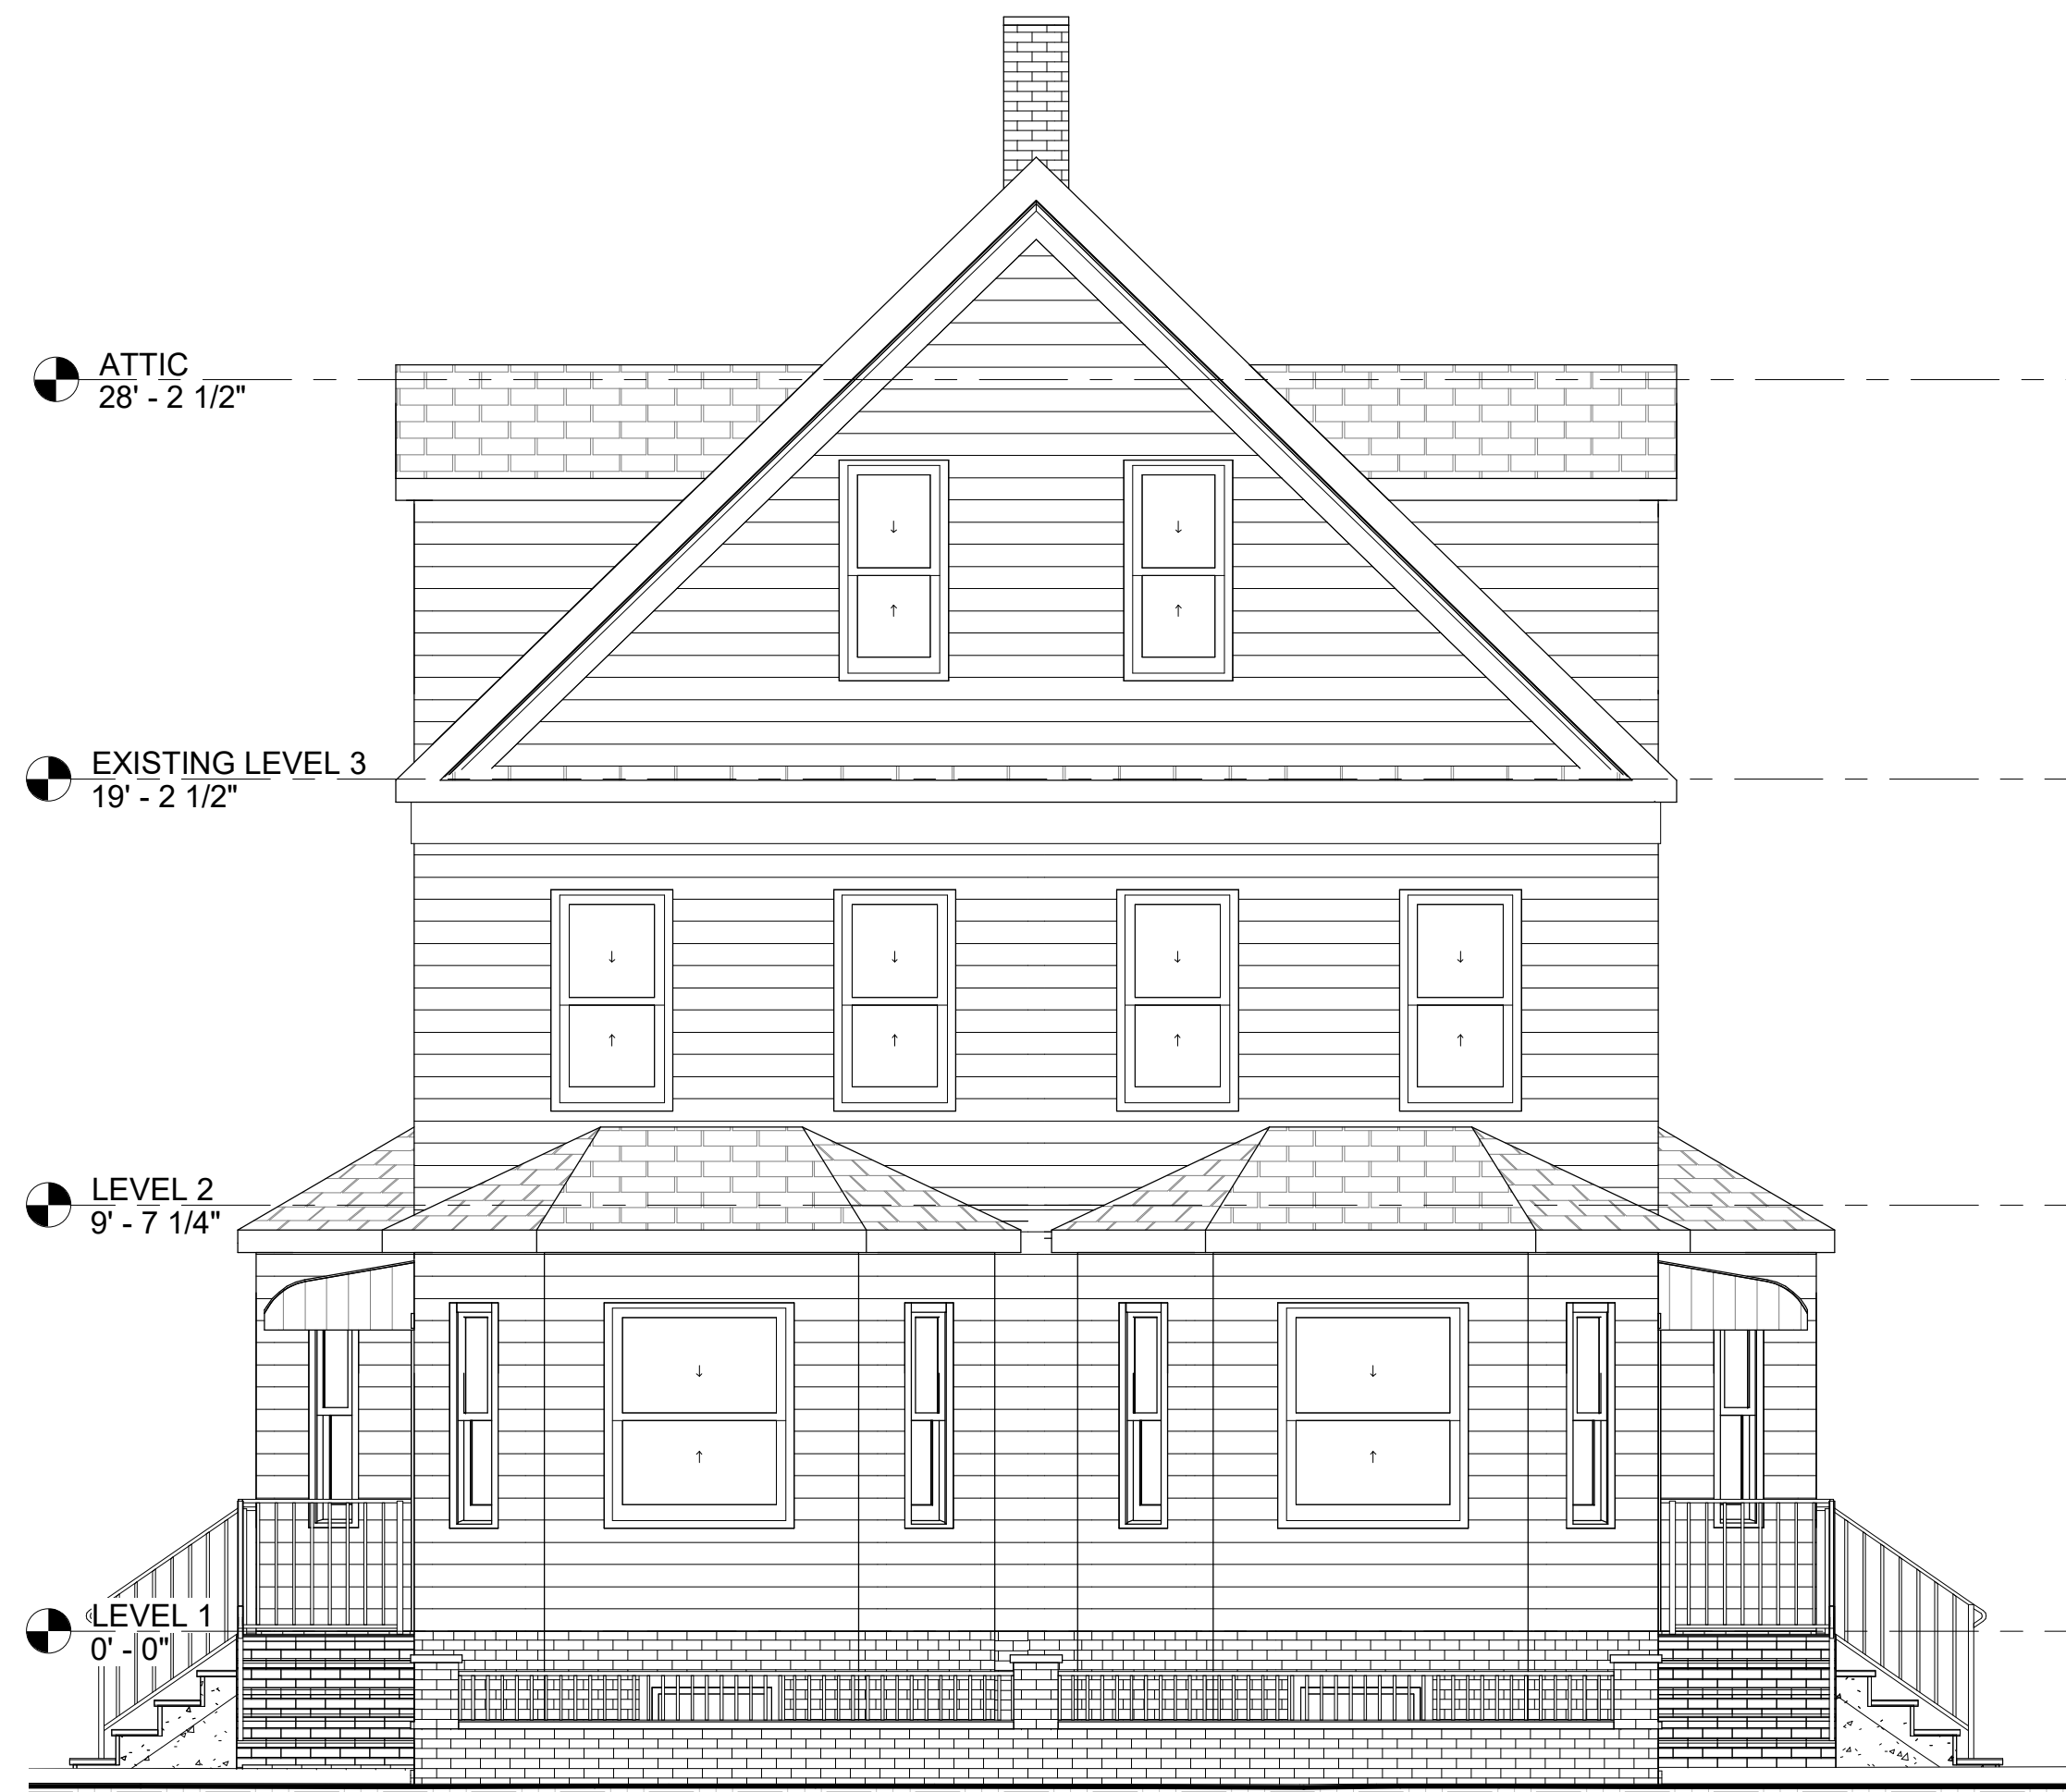 ATTIC
28' - 2 1/2"
EXISTING LEVEL 3
19' - 2 1/2"
LEVEL 2
9' - 7 1/4"
LEVEL 1
0' - 0"